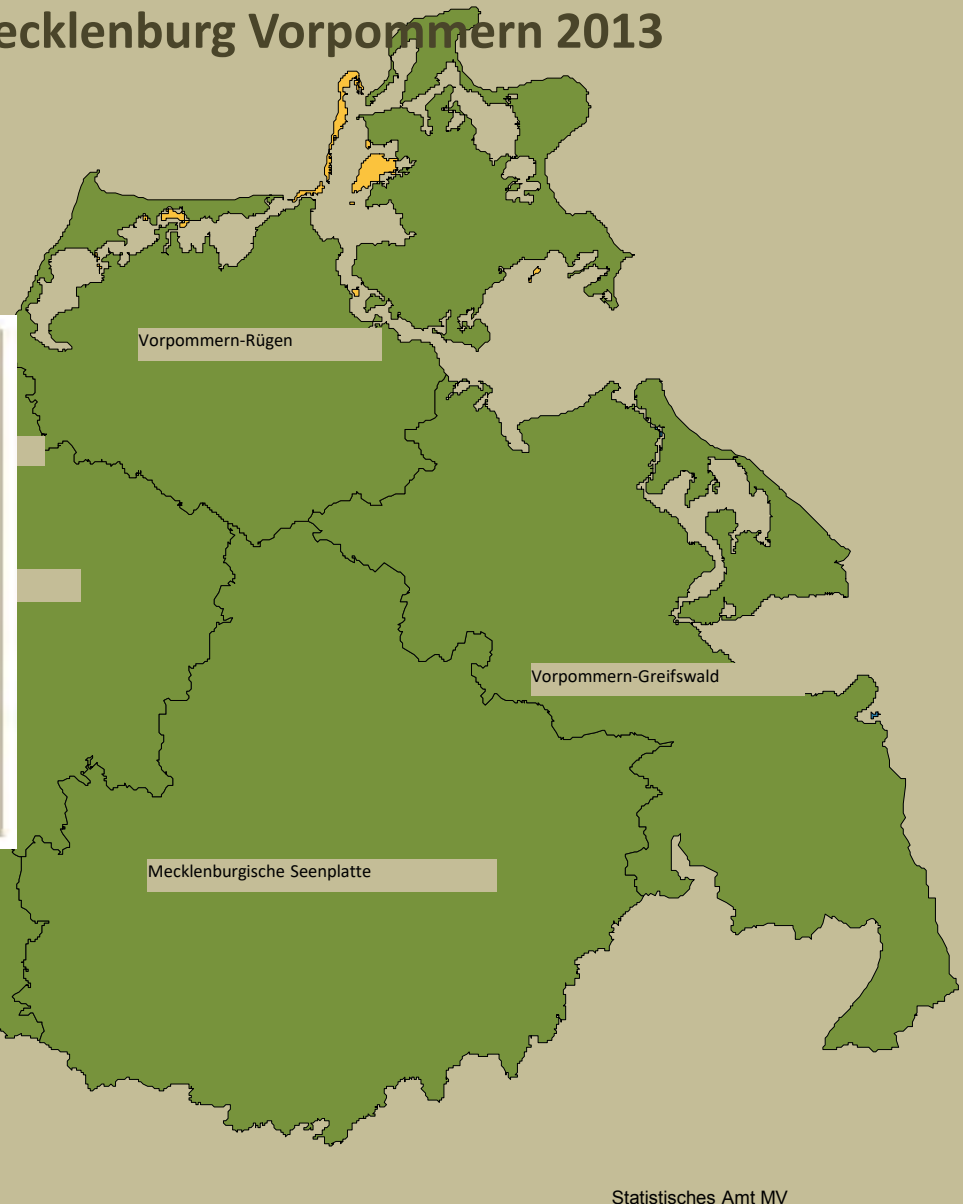 ecklenburg Vorpommern 2013
Vorpommern-Rügen
Vorpommern-Greifswald
Mecklenburgische Seenplatte
Statistisches Amt MV